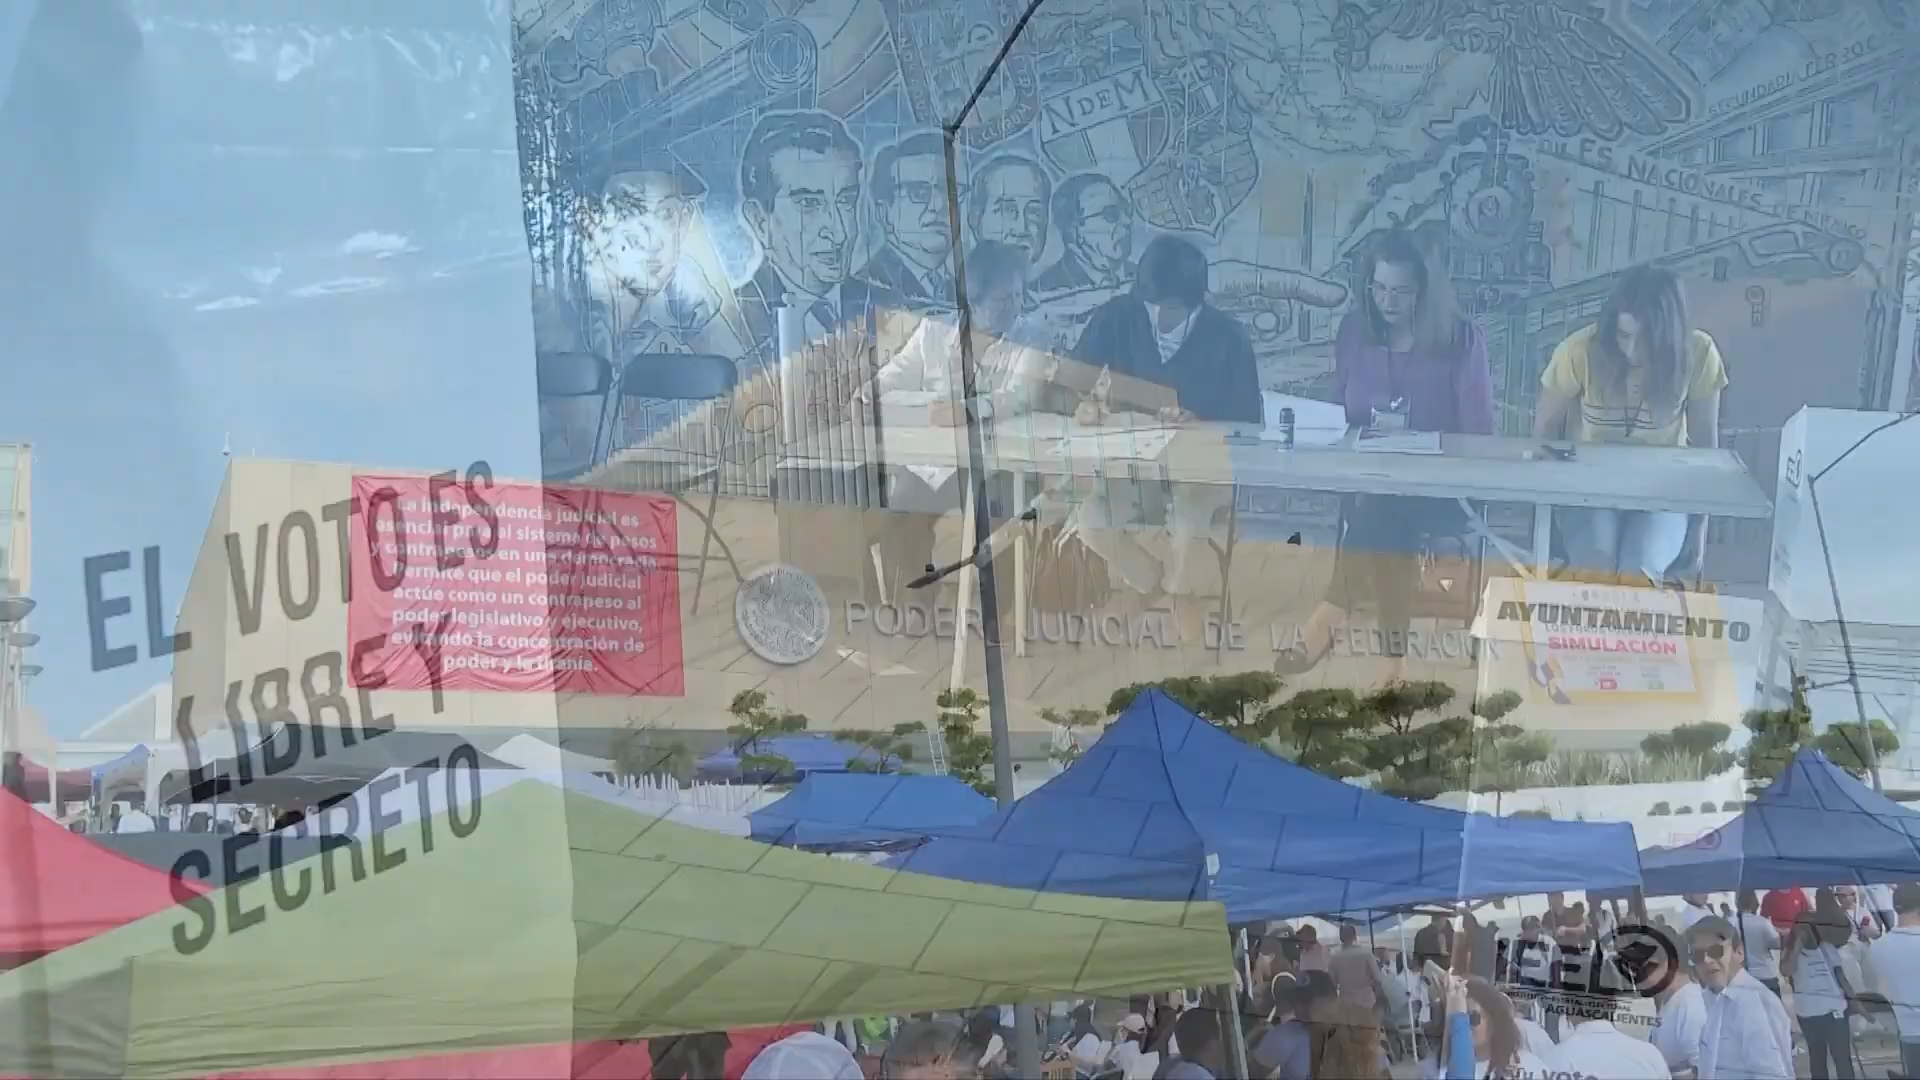 NDEM
SECUNDARIA
ES NACIONALES DE MEXICO
EL VOTO ES
LIBRE Y
SECRETO
La independencia judicial es
esencial para el sistema de pesos
y contrapesos en una democracia
Permite que el poder judicial
actúe como un contrapeso al
poder legislativo y ejecutivo,
evitando la concentración de
poder y la tiranía.
PODER JUDICIAL DE LA FEDERACIÓN
AYUNTAMIENTO
SIMULACIÓN
IEE
AGUASCALIENTES